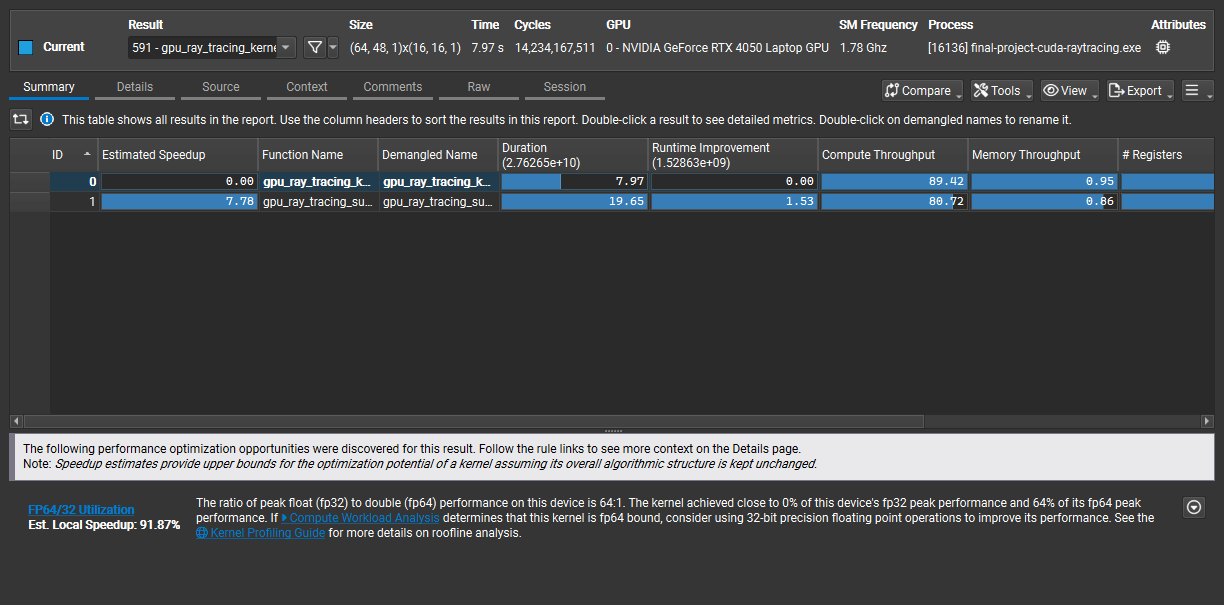 Result Size Time Cycles GPU SM Frequency Process Attributes
Current 591 - gpu_ray_tracing_kerne (64, 48, 1)x(16, 16, 1) 7.97 s 14,234,167,511 0 - NVIDIA GeForce RTX 4050 Laptop GPU 1.78 Ghz [16136] final-project-cuda-raytracing.exe
Summary Details Source Context Comments Raw Session Compare Tools View Export
This table shows all results in the report. Use the column headers to sort the results in this report. Double-click a result to see detailed metrics. Double-click on demangled names to rename it.
ID Estimated Speedup Function Name Demangled Name Duration (2.76265e+10) Runtime Improvement (1.52863e+09) Compute Throughput Memory Throughput # Registers
0 0.00 gpu_ray_tracing_k... gpu_ray_tracing_k... 7.97 0.00 89.42 0.95
1 7.78 gpu_ray_tracing_su... gpu_ray_tracing_su... 19.65 1.53 80.72 0.86
The following performance optimization opportunities were discovered for this result. Follow the rule links to see more context on the Details page.
Note: Speedup estimates provide upper bounds for the optimization potential of a kernel assuming its overall algorithmic structure is kept unchanged.
FP64/32 Utilization
Est. Local Speedup: 91.87%
The ratio of peak float (fp32) to double (fp64) performance on this device is 64:1. The kernel achieved close to 0% of this device's fp32 peak performance and 64% of its fp64 peak
performance. If Compute Workload Analysis determines that this kernel is fp64 bound, consider using 32-bit precision floating point operations to improve its performance. See the
Kernel Profiling Guide for more details on roofline analysis.